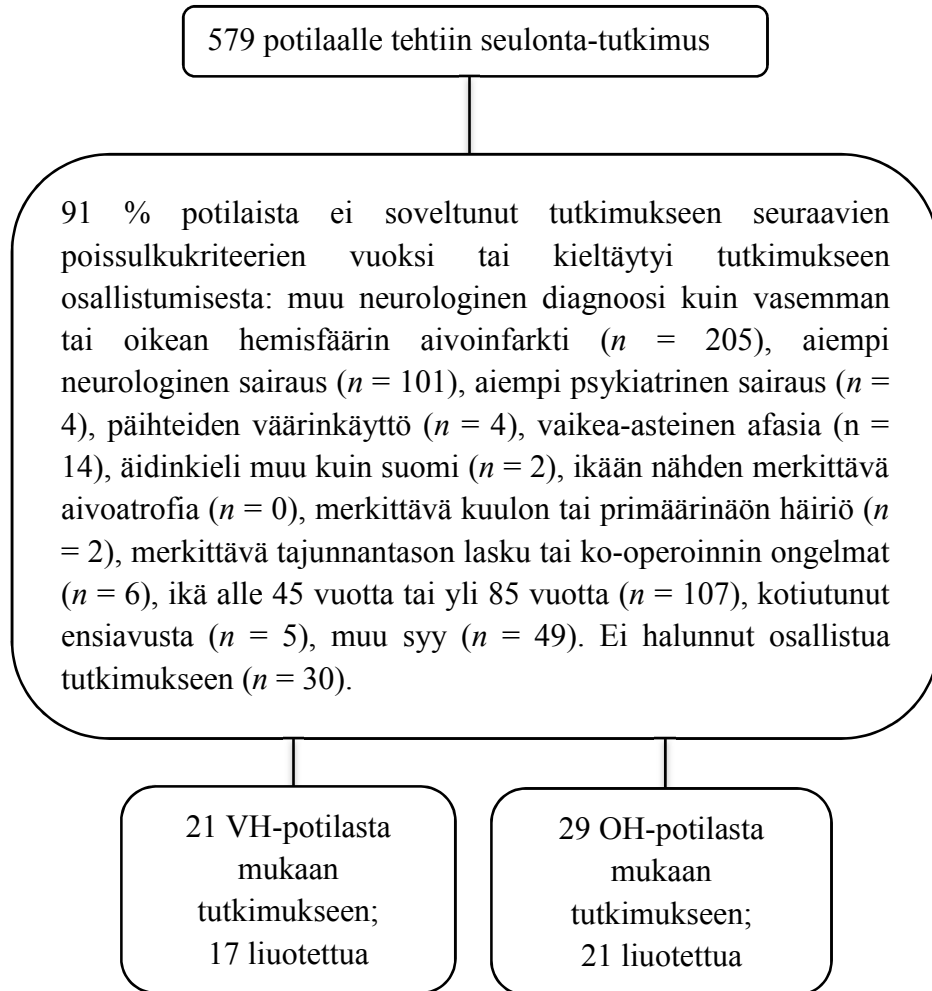 579 potilaalle tehtiin seulonta-tutkimus
91 % potilaista ei soveltunut tutkimukseen seuraavien
poissulkukriteerien vuoksi tai kieltäytyi tutkimukseen
osallistumisesta: muu neurologinen diagnoosi kuin vasemman
tai oikean hemisfäärin aivoinfarkti (n = 205), aiempi
neurologinen sairaus (n = 101), aiempi psykiatrinen sairaus (n =
4), päihteiden väärinkäyttö (n = 4), vaikea-asteinen afasia (n =
14), äidinkieli muu kuin suomi (n = 2), ikään nähden merkittävä
aivoatrofia (n = 0), merkittävä kuulon tai primäärinäön häiriö (n
= 2), merkittävä tajunnantason lasku tai ko-operoinnin ongelmat
(n = 6), ikä alle 45 vuotta tai yli 85 vuotta (n = 107), kotiutunut
ensiavusta (n = 5), muu syy (n = 49). Ei halunnut osallistua
tutkimukseen (n = 30).
21 VH-potilasta
mukaan
tutkimukseen;
17 liuotettua
29 OH-potilasta
mukaan
tutkimukseen;
21 liuotettua